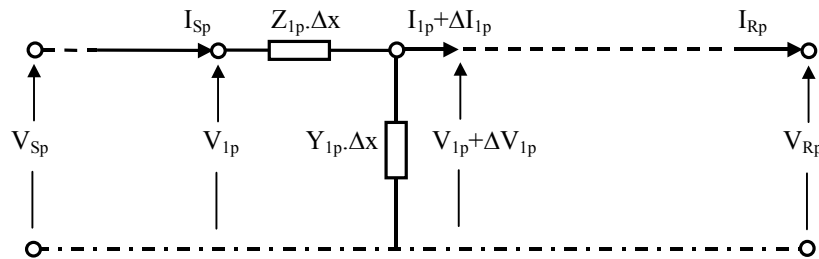 I_Sp Z_1p.Δx I_1p+ΔI_1p I_Rp
V_Sp V_1p Y_1p.Δx V_1p+ΔV_1p V_Rp